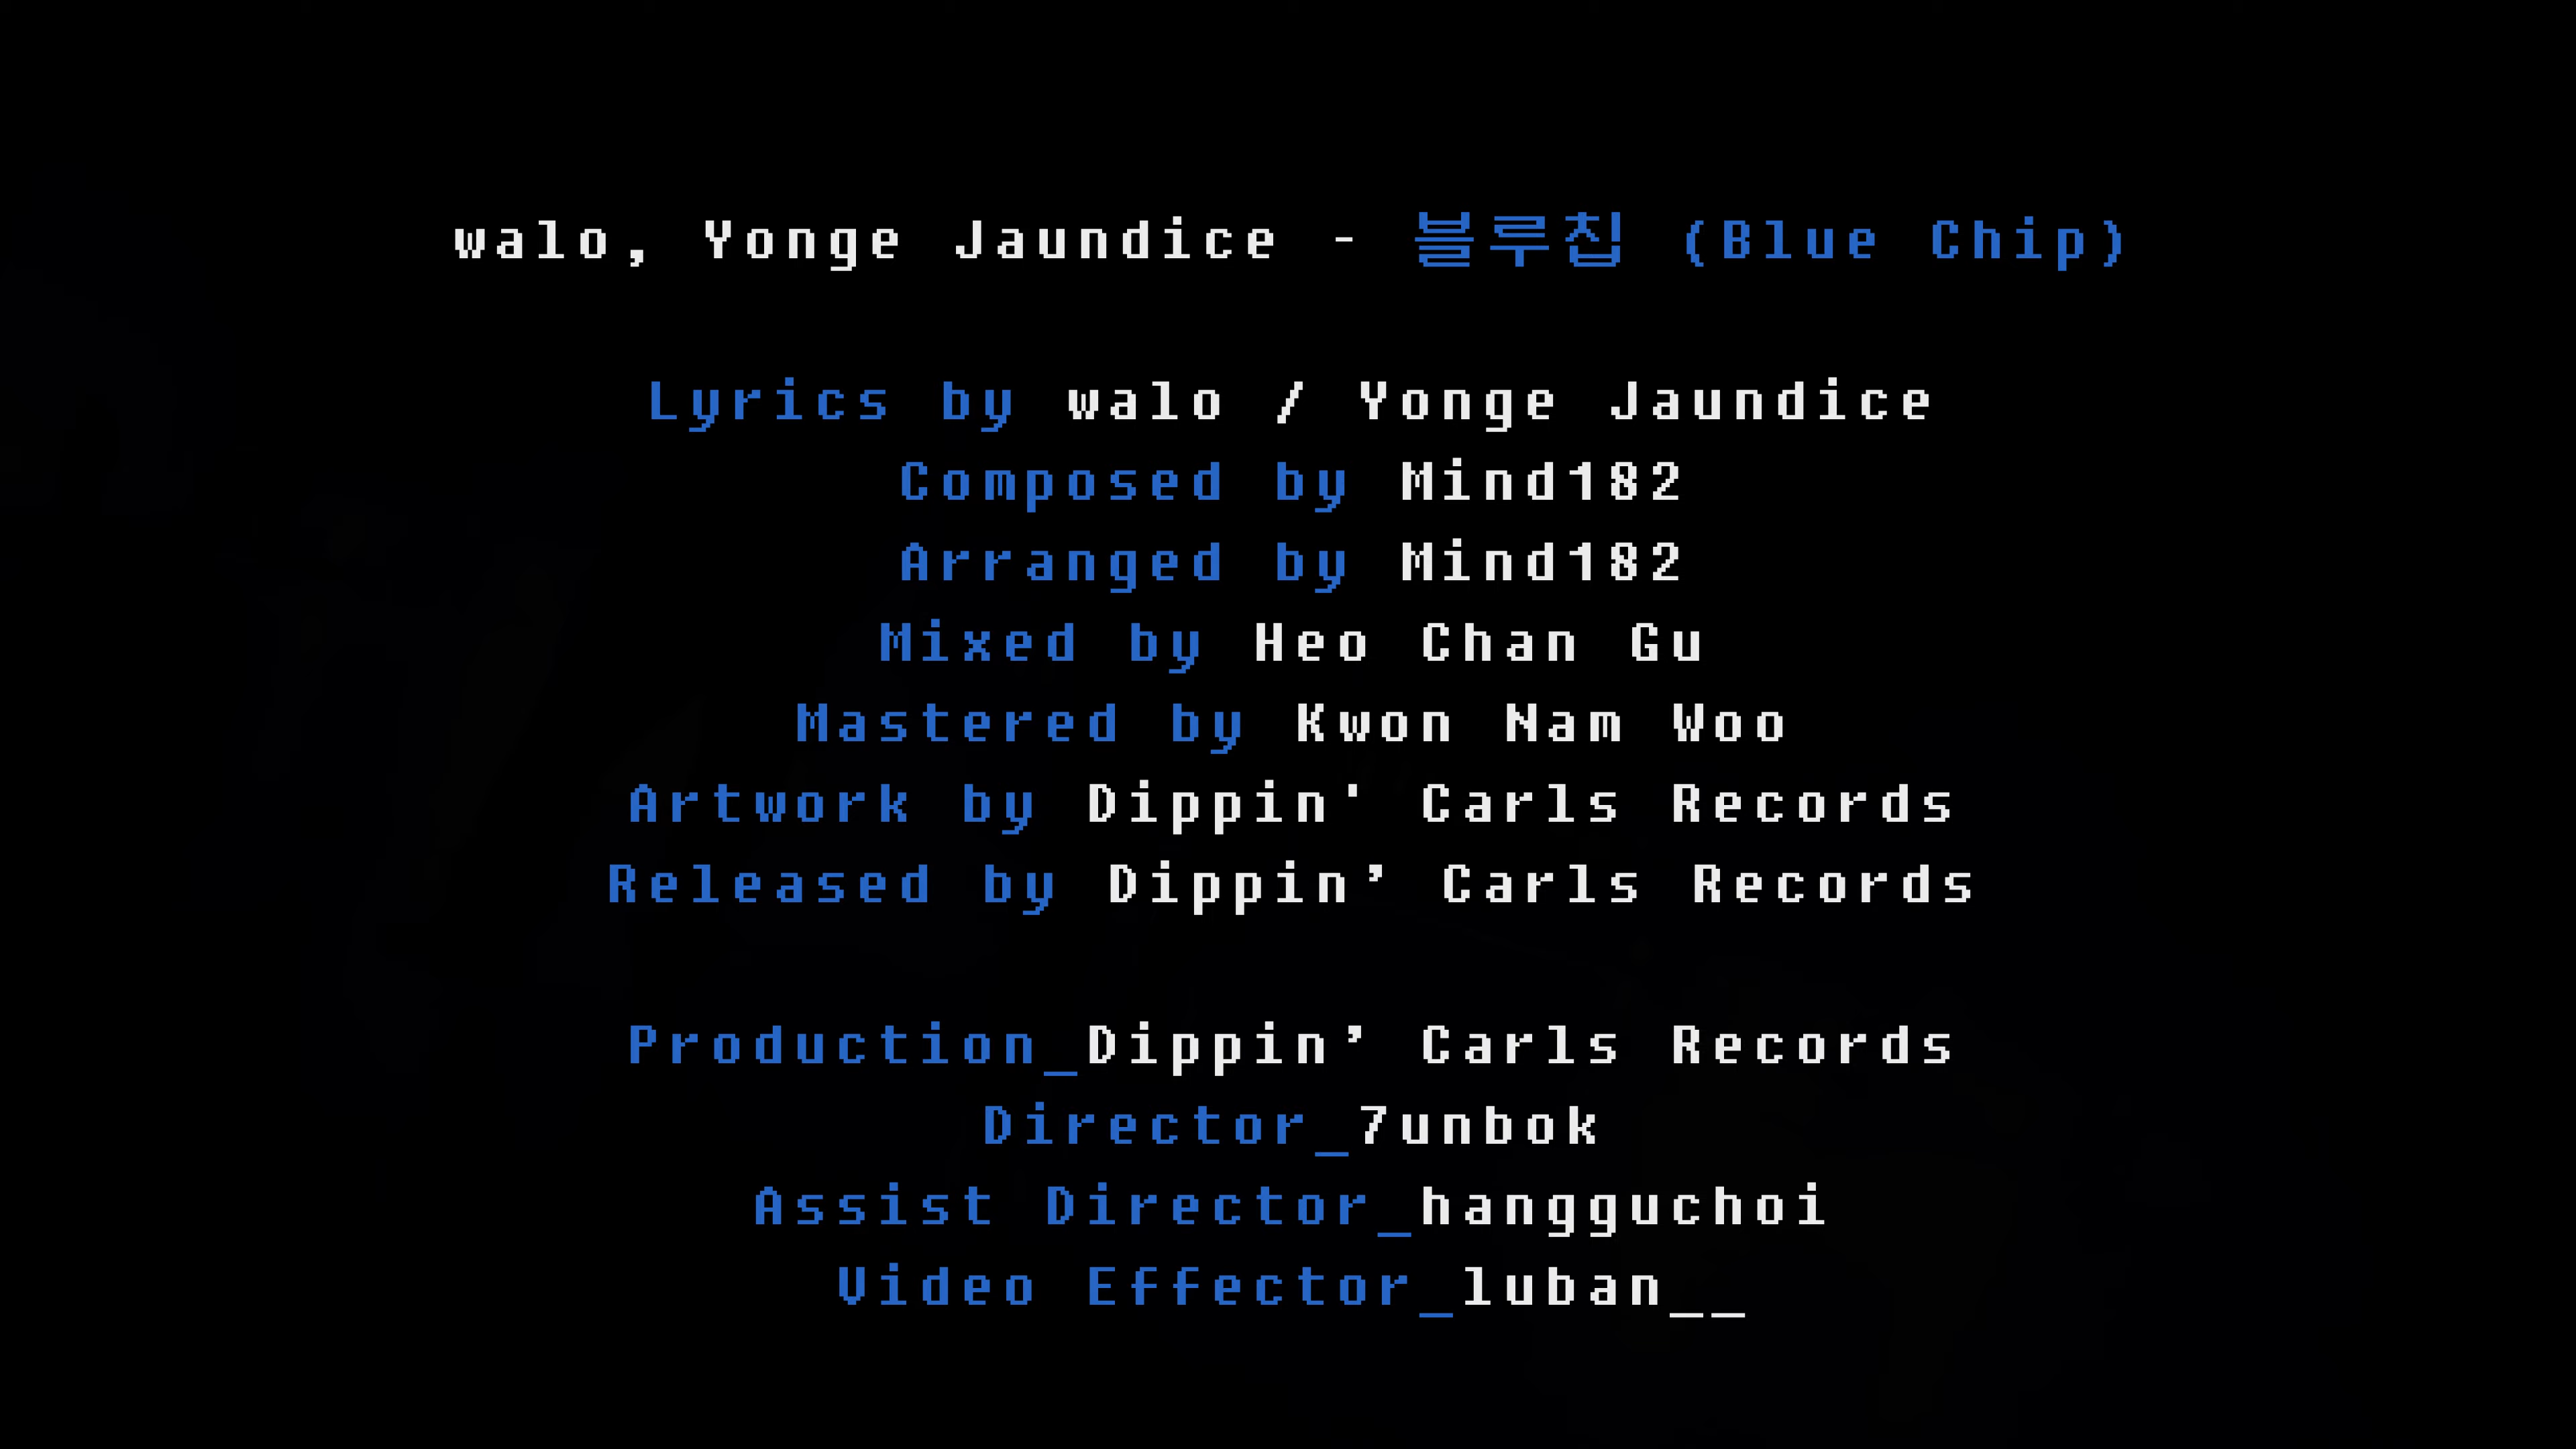 walo, Yonge Jaundice - 블루칩 (Blue Chip)
Lyrics by walo / Yonge Jaundice
Composed by Mind182
Arranged by Mind182
Mixed by Heo Chan Gu
Mastered by Kwon Nam Woo
Artwork by Dippin' Carls Records
Released by Dippin’ Carls Records
Production_Dippin’ Carls Records
Director_7unbok
Assist Director_hangguchoi
Video Effector_luban__